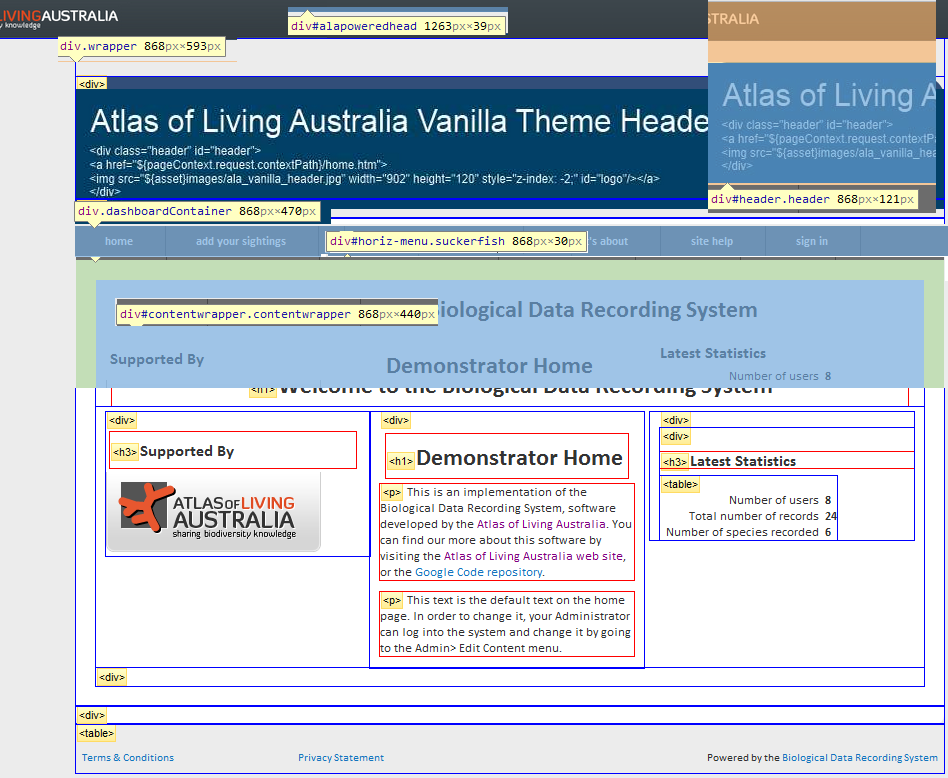 LIVINGAUSTRALIA
y knowledge
div#alapoweredhead 1263px×39px
STRALIA
div.wrapper 868px×593px
<div>
Atlas of Living Australia Vanilla Theme Heade
<div class="header" id="header">
<a href="${pageContext.request.contextPath}/home.htm">
<img src="${asset}images/ala_vanilla_header.jpg" width="902" height="120" style="z-index: -2;" id="logo"/></a>
</div>
Atlas of Living A
<div class="header" id="header">
<a href="${pageContext.request.contextPa
<img src="${asset}images/ala_vanilla_hea
</div>
div#header.header 868px×121px
div.dashboardContainer 868px×470px
home add your sightings div#horiz-menu.suckerfish 868px×30px 's about site help sign in
div#contentwrapper.contentwrapper 868px×440px iological Data Recording System
Supported By Demonstrator Home Latest Statistics
Number of users 8
<h1> Welcome to the Biological Data Recording System
<div>
<h3> Supported By
ATLAS OF LIVING
AUSTRALIA
sharing biodiversity knowledge
<div>
<h1> Demonstrator Home
<p> This is an implementation of the
Biological Data Recording System, software
developed by the Atlas of Living Australia. You
can find our more about this software by
visiting the Atlas of Living Australia web site,
or the Google Code repository.
<p> This text is the default text on the home
page. In order to change it, your Administrator
can log into the system and change it by going
to the Admin> Edit Content menu.
<div>
<div>
<h3> Latest Statistics
<table>
Number of users 8
Total number of records 24
Number of species recorded 6
<div>
<div>
<table>
Terms & Conditions Privacy Statement Powered by the Biological Data Recording System